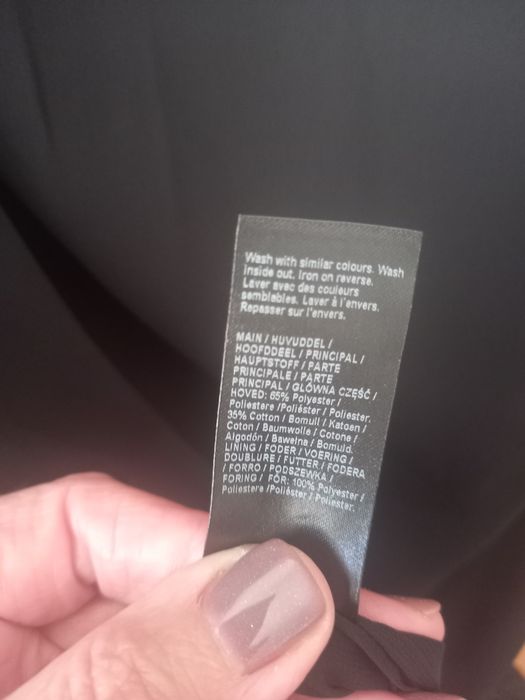 Wash with similar colours. Wash
inside out. Iron on reverse.
Laver avec des couleurs
semblables. Laver à l'envers.
Repasser sur l'envers.
MAIN / HUVUDDEL /
HOOFDDEEL / PRINCIPAL /
HAUPTSTOFF / PARTE
PRINCIPALE / PARTE
PRINCIPAL / GŁÓWNA CZĘŚĆ /
HOVED: 65% Polyester /
Poliestere /Poliéster / Poliester.
35% Cotton / Bomull / Katoen /
Coton / Baumwolle / Cotone /
Algodón / Bawełna / Bomuld.
LINING / FODER / VOERING /
DOUBLURE / FUTTER / FODERA
/ FORRO / PODSZEWKA /
FORING / FÓR: 100% Polyester /
Poliestere /Poliéster / Poliester.